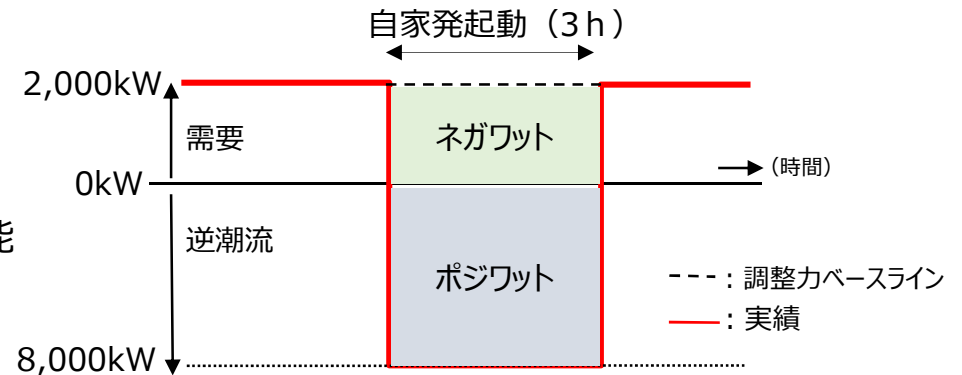 自家発起動（3ｈ）
2,000kW
需要
ネガワット
0kW
（時間）
能
逆潮流
ポジワット
---：調整力ベースライン
：実績
8,000kW